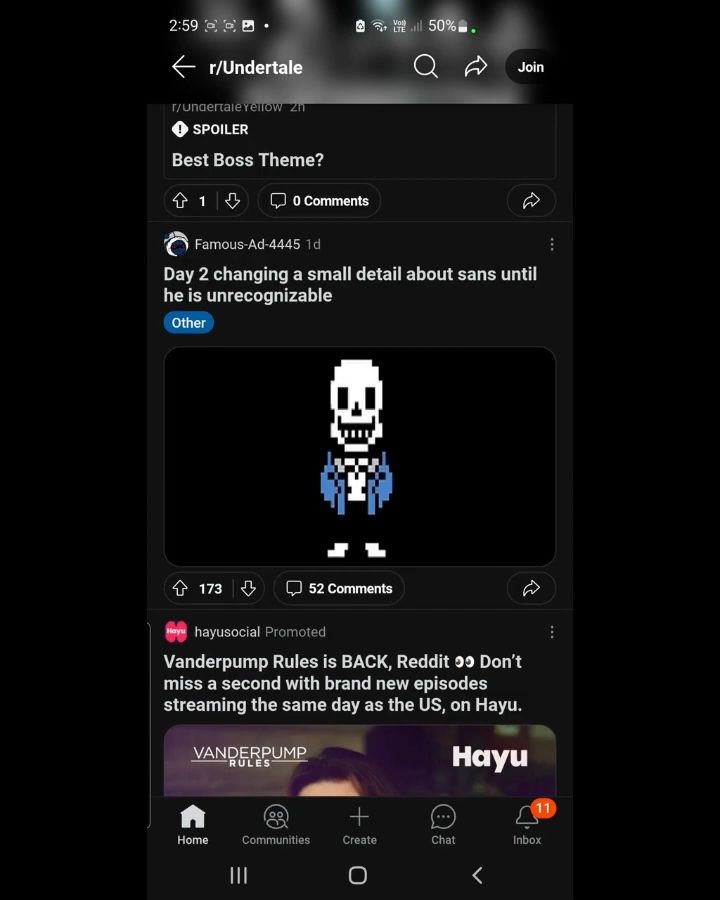 2:59
Vo))
LTE
50%
r/Undertale
Join
r/UndertaleYellow 2h
SPOILER
Best Boss Theme?
1
0 Comments
Famous-Ad-4445 1d
Day 2 changing a small detail about sans until
he is unrecognizable
Other
173
52 Comments
Hayu
hayusocial Promoted
Vanderpump Rules is BACK, Reddit 👀 Don't
miss a second with brand new episodes
streaming the same day as the US, on Hayu.
VANDERPUMP
RULES
Hayu
11
Home
Communities
Create
Chat
Inbox